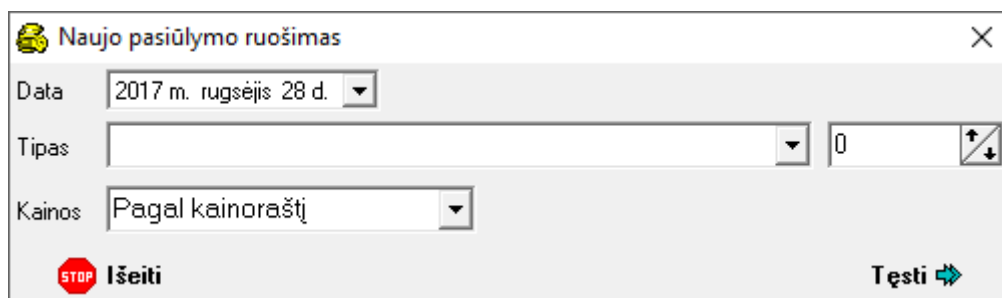 Naujo pasiūlymo ruošimas
Data 2017 m. rugsėjis 28 d.
Tipas 0
Kainos Pagal kainoraštį
STOP Išeiti Tęsti